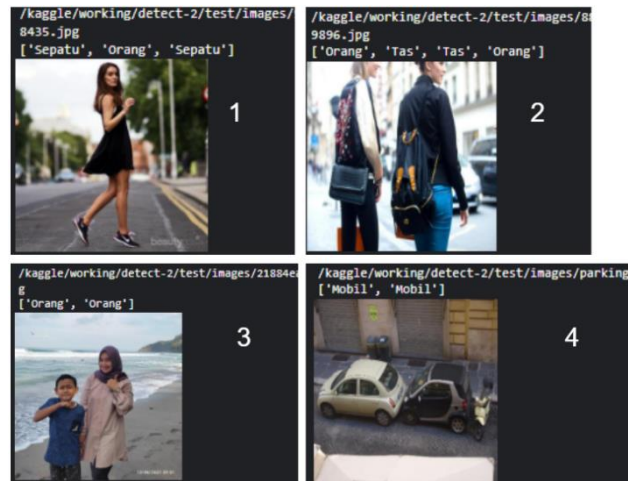 /kaggle/working/detect-2/test/images/
8435.jpg
['Sepatu', 'Orang', 'Sepatu']
1
/kaggle/working/detect-2/test/images/88
9896.jpg
['Orang', 'Tas', 'Tas', 'Orang']
2
/kaggle/working/detect-2/test/images/21884e
g
['Orang', 'Orang']
3
/kaggle/working/detect-2/test/images/parking
['Mobil', 'Mobil']
4